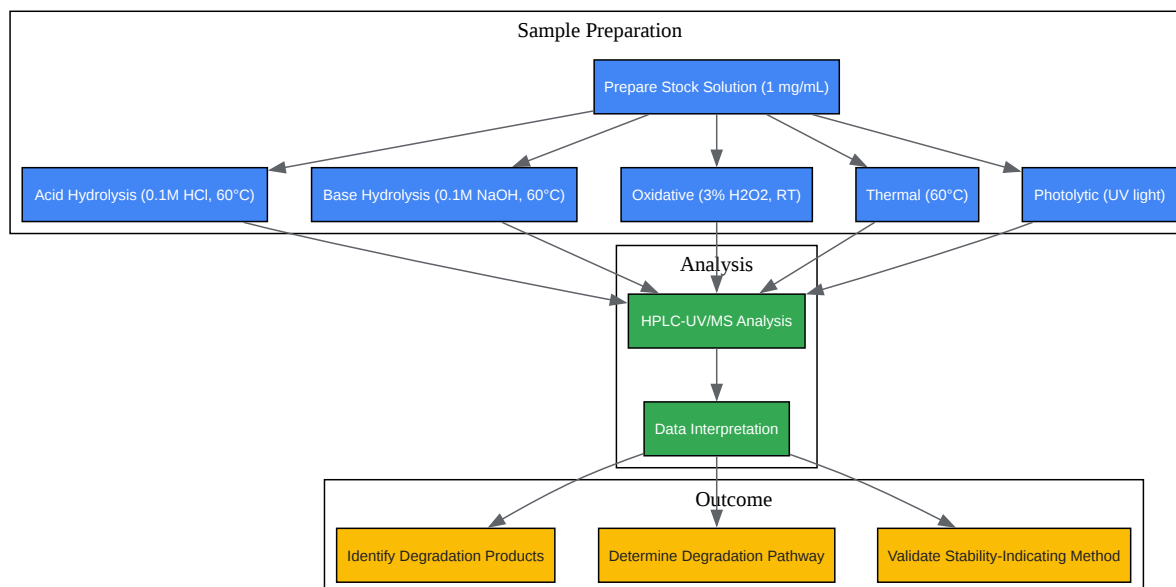 Sample Preparation
Prepare Stock Solution (1 mg/mL)
Acid Hydrolysis (0.1M HCl, 60°C)
Base Hydrolysis (0.1M NaOH, 60°C)
Oxidative (3% H2O2, RT)
Thermal (60°C)
Photolytic (UV light)
Analysis
HPLC-UV/MS Analysis
Data Interpretation
Outcome
Identify Degradation Products
Determine Degradation Pathway
Validate Stability-Indicating Method